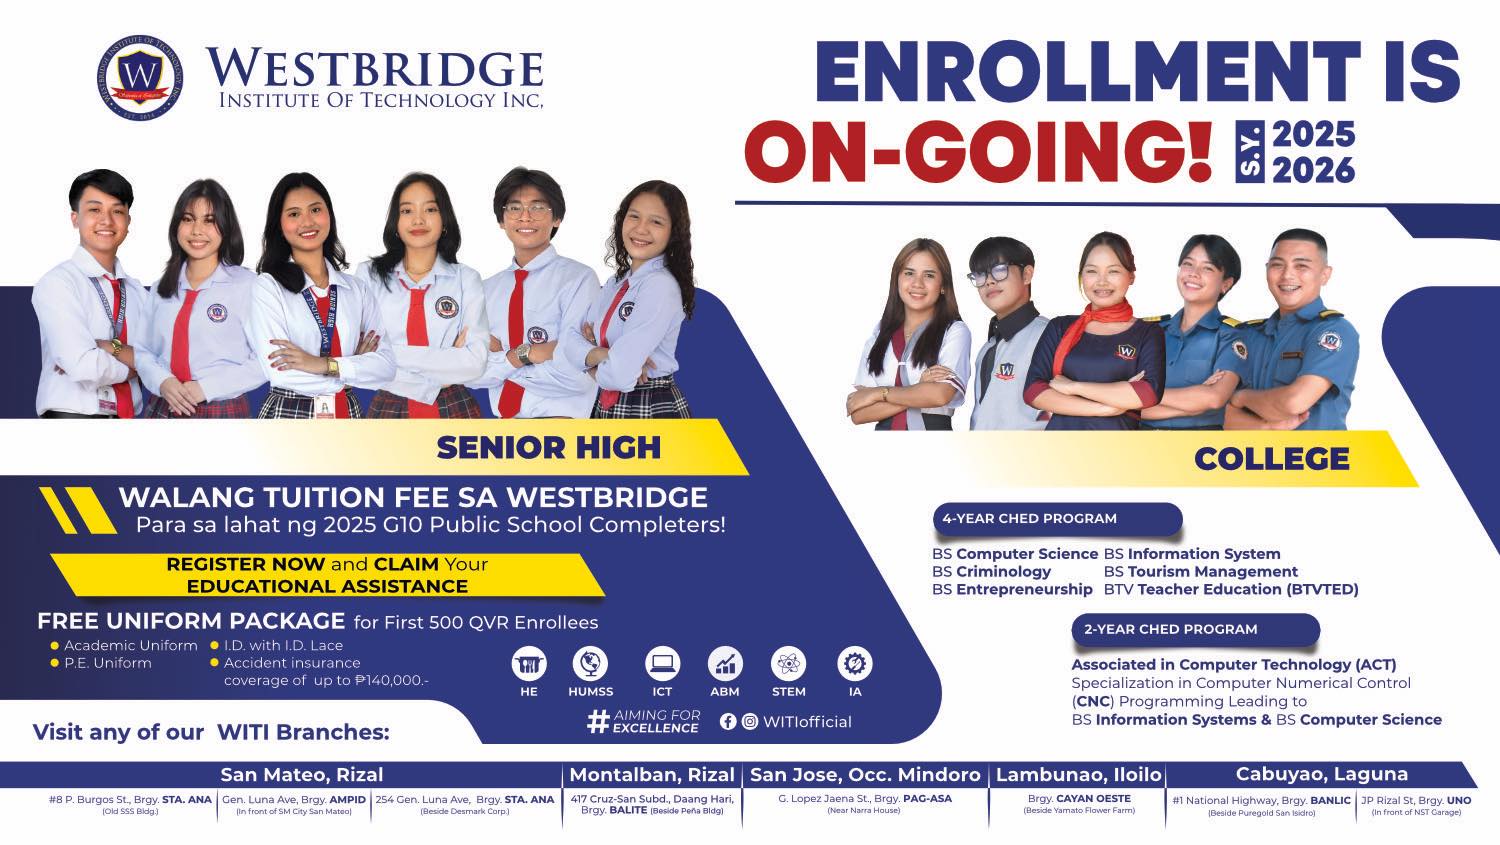 WESTBRIDGE
INSTITUTE OF TECHNOLOGY INC,
ENROLLMENT IS
ON-GOING! S.Y. 2025
2026
SENIOR HIGH
WALANG TUITION FEE SA WESTBRIDGE
Para sa lahat ng 2025 G10 Public School Completers!
REGISTER NOW and CLAIM Your
EDUCATIONAL ASSISTANCE
FREE UNIFORM PACKAGE for First 500 QVR Enrollees
Academic Uniform
P.E. Uniform
I.D. with I.D. Lace
Accident insurance
coverage of up to ₱140,000.-
HE HUMSS ICT ABM STEM IA
# AIMING FOR
EXCELLENCE
WITIofficial
COLLEGE
4-YEAR CHED PROGRAM
BS Computer Science BS Information System
BS Criminology BS Tourism Management
BS Entrepreneurship BTV Teacher Education (BTVTED)
2-YEAR CHED PROGRAM
Associated in Computer Technology (ACT)
Specialization in Computer Numerical Control
(CNC) Programming Leading to
BS Information Systems & BS Computer Science
Visit any of our WITI Branches:
San Mateo, Rizal
#8 P. Burgos St., Brgy. STA. ANA
(Old SSS Bldg.)
Gen. Luna Ave, Brgy. AMPID
(In front of SM City San Mateo)
254 Gen. Luna Ave, Brgy. STA. ANA
(Beside Desmark Corp.)
Montalban, Rizal
417 Cruz-San Subd., Daang Hari,
Brgy. BALITE (Beside Peña Bldg)
San Jose, Occ. Mindoro
G. Lopez Jaena St., Brgy. PAG-ASA
(Near Narra House)
Lambunao, Iloilo
Brgy. CAYAN OESTE
(Beside Yamato Flower Farm)
Cabuyao, Laguna
#1 National Highway, Brgy. BANLIC
(Beside Puregold San Isidro)
JP Rizal St, Brgy. UNO
(In front of NST Garage)